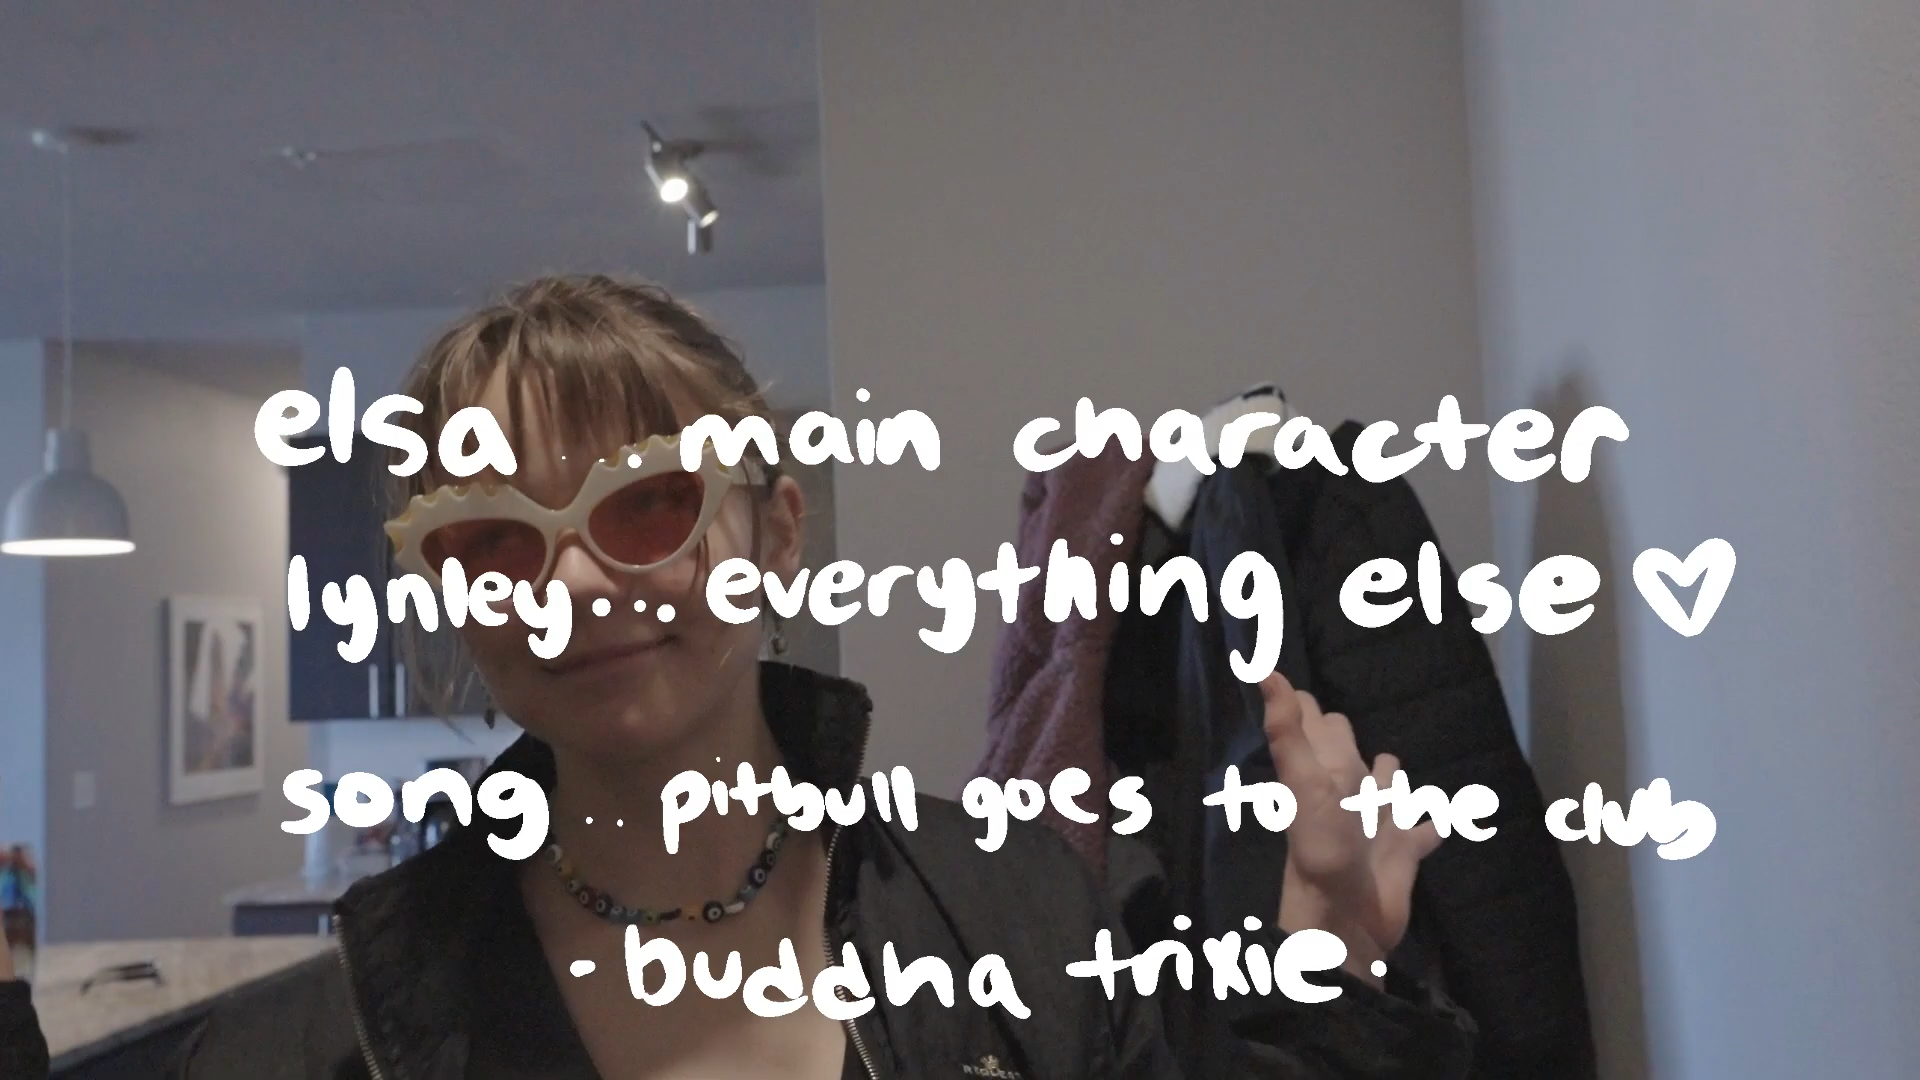 elsa ... main character
lynley... everything else ♡
song .. pitbull goes to the club
- buddha trixie.